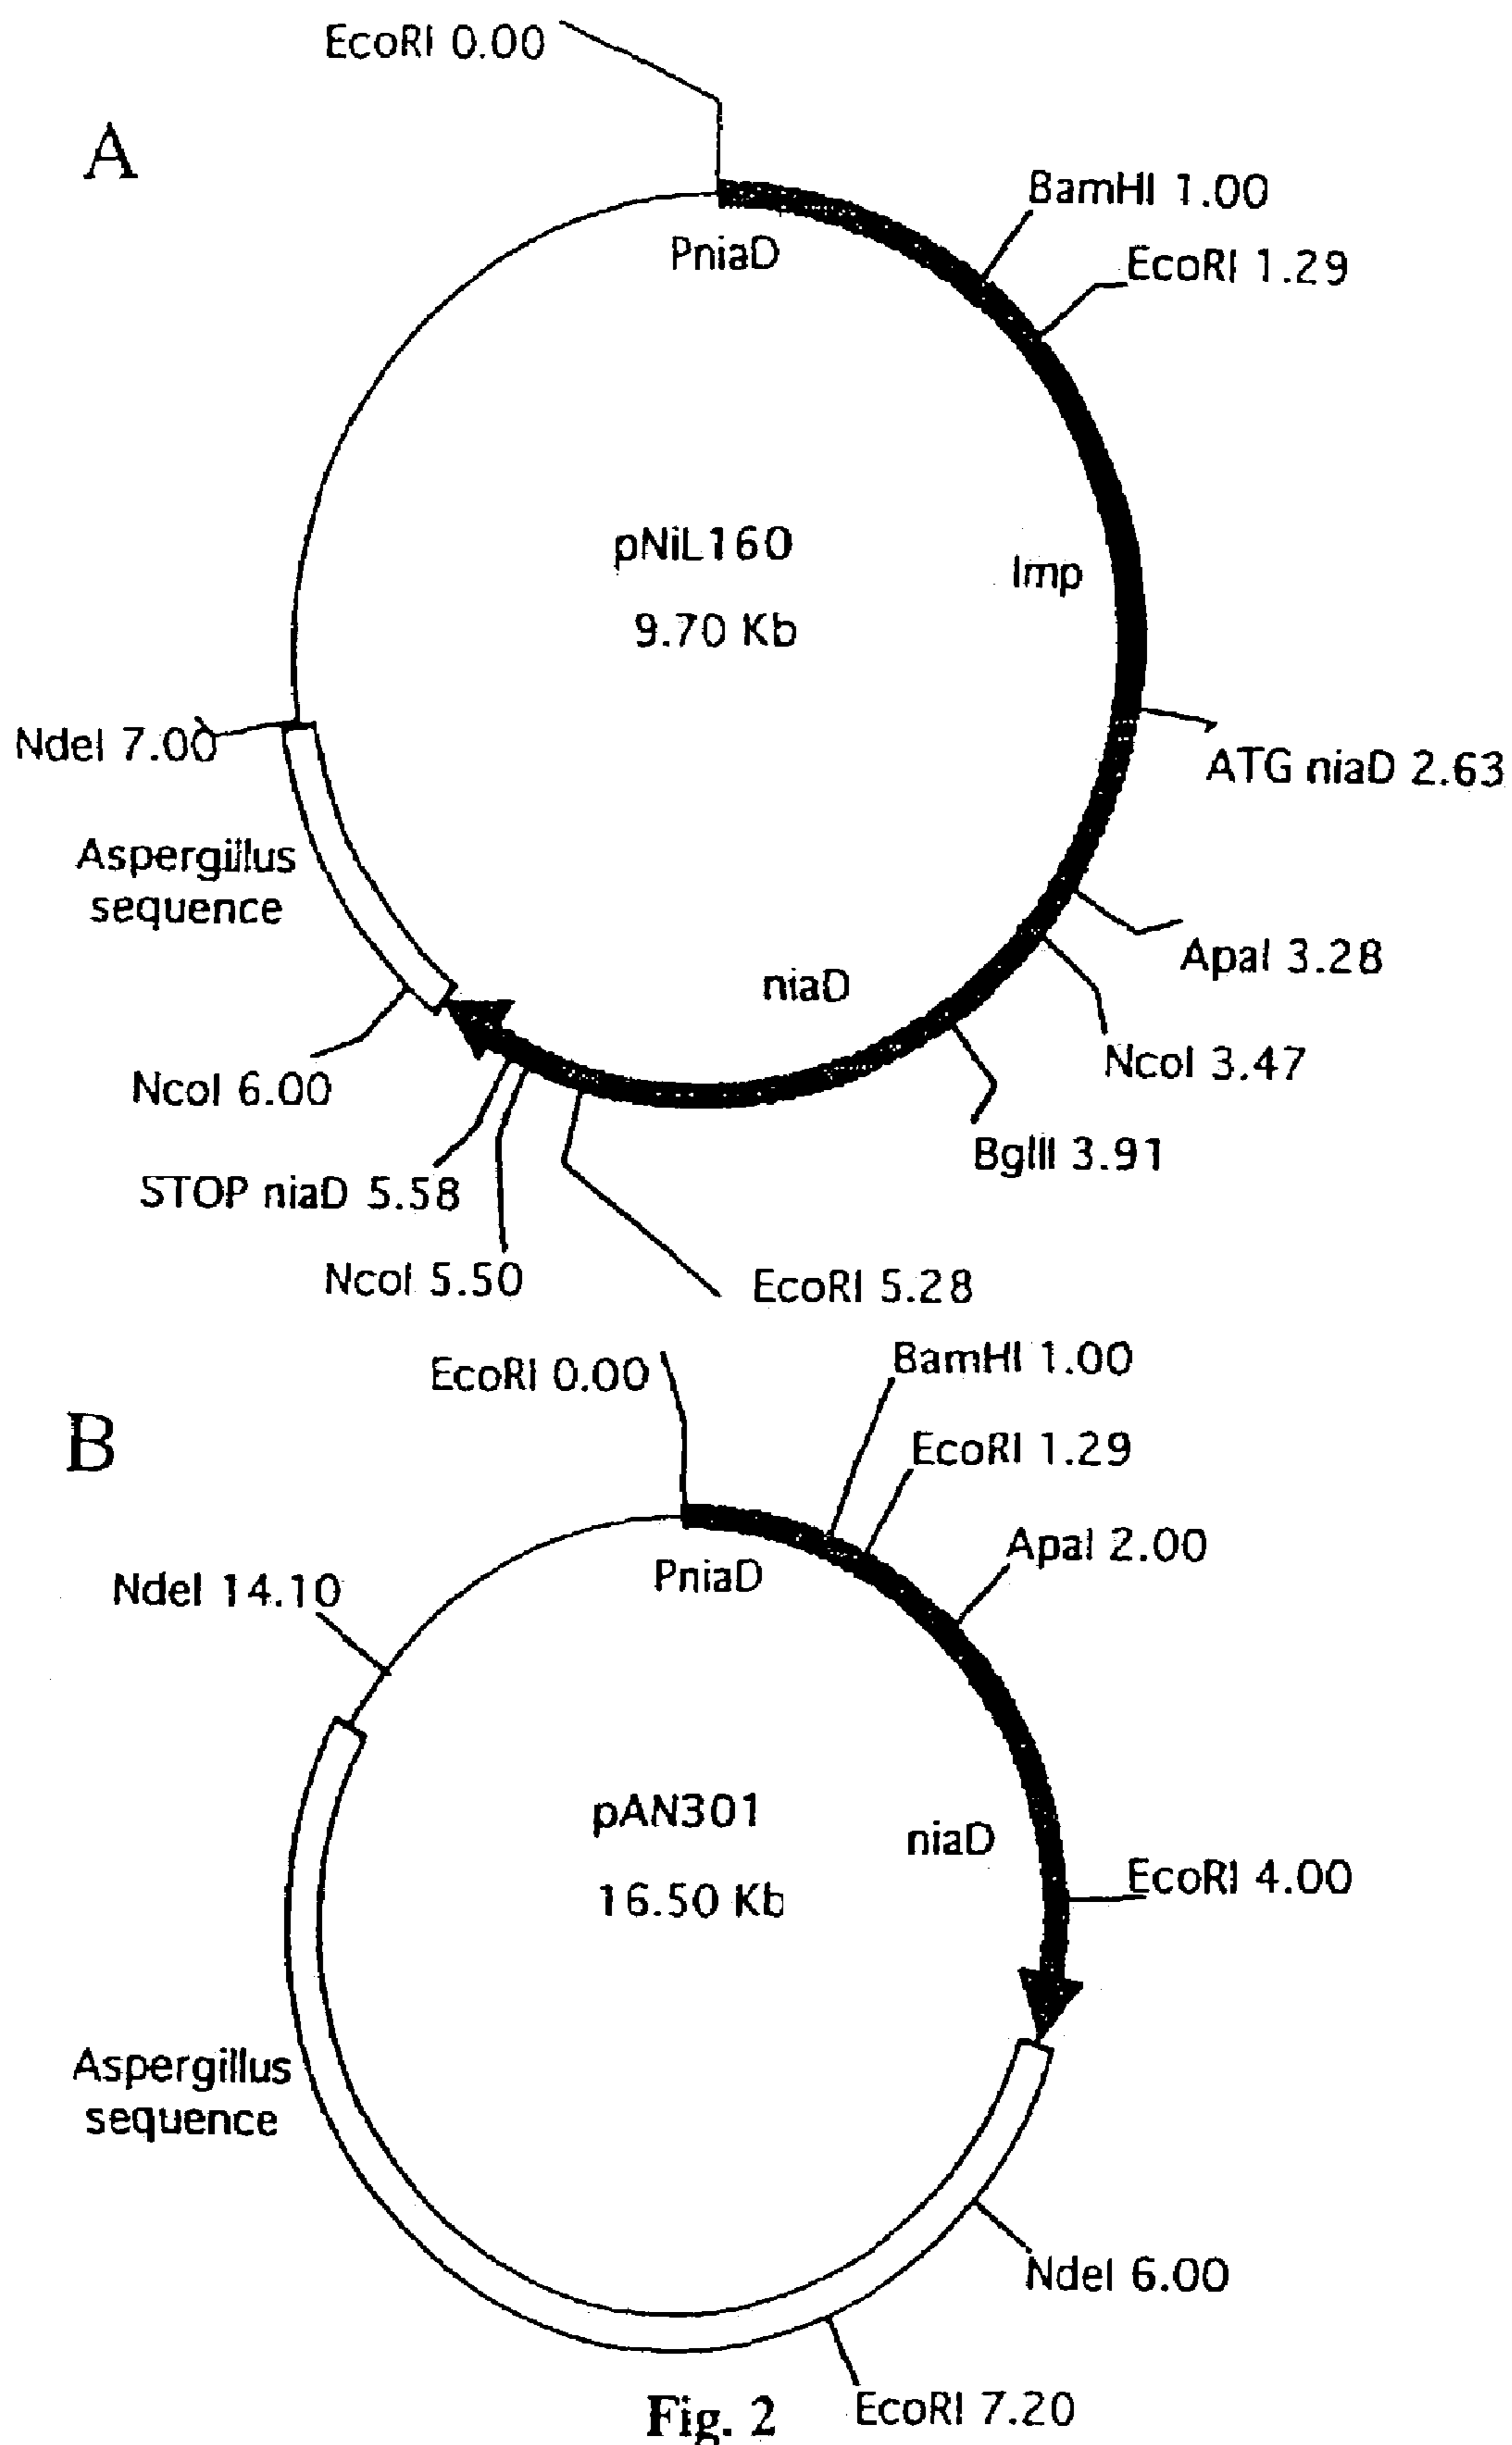 EcoRI 0.00
A
BamHI 1.00
PniaD
EcoRI 1.29
pNiL160
Imp
9.70 Kb
NdeI 7.00
ATG niaD 2.63
Aspergillus
sequence
ApaI 3.28
niaD
NcoI 3.47
NcoI 6.00
BglII 3.91
STOP niaD 5.58
NcoI 5.50
EcoRI 5.28
EcoRI 0.00
BamHI 1.00
B
EcoRI 1.29
ApaI 2.00
PniaD
NdeI 14.10
pAN301
niaD
EcoRI 4.00
16.50 Kb
Aspergillus
sequence
NdeI 6.00
EcoRI 7.20
Fig. 2